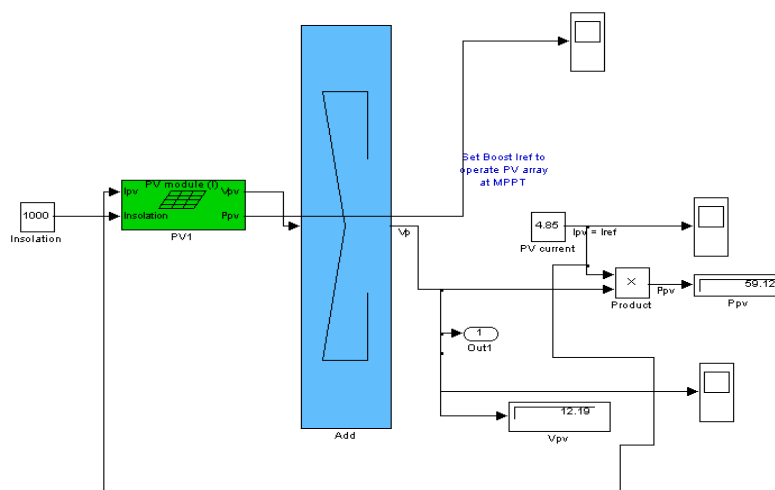 Set Boost Iref to
operate PV array
at MPPT
PV module (I)
Ipv
Vpv
Insolation
Ppv
PV1
1000
Insolation
Vp
Add
4.85
Ipv = Iref
PV current
×
Product
Ppv
59.12
Ppv
1
Out1
12.19
Vpv